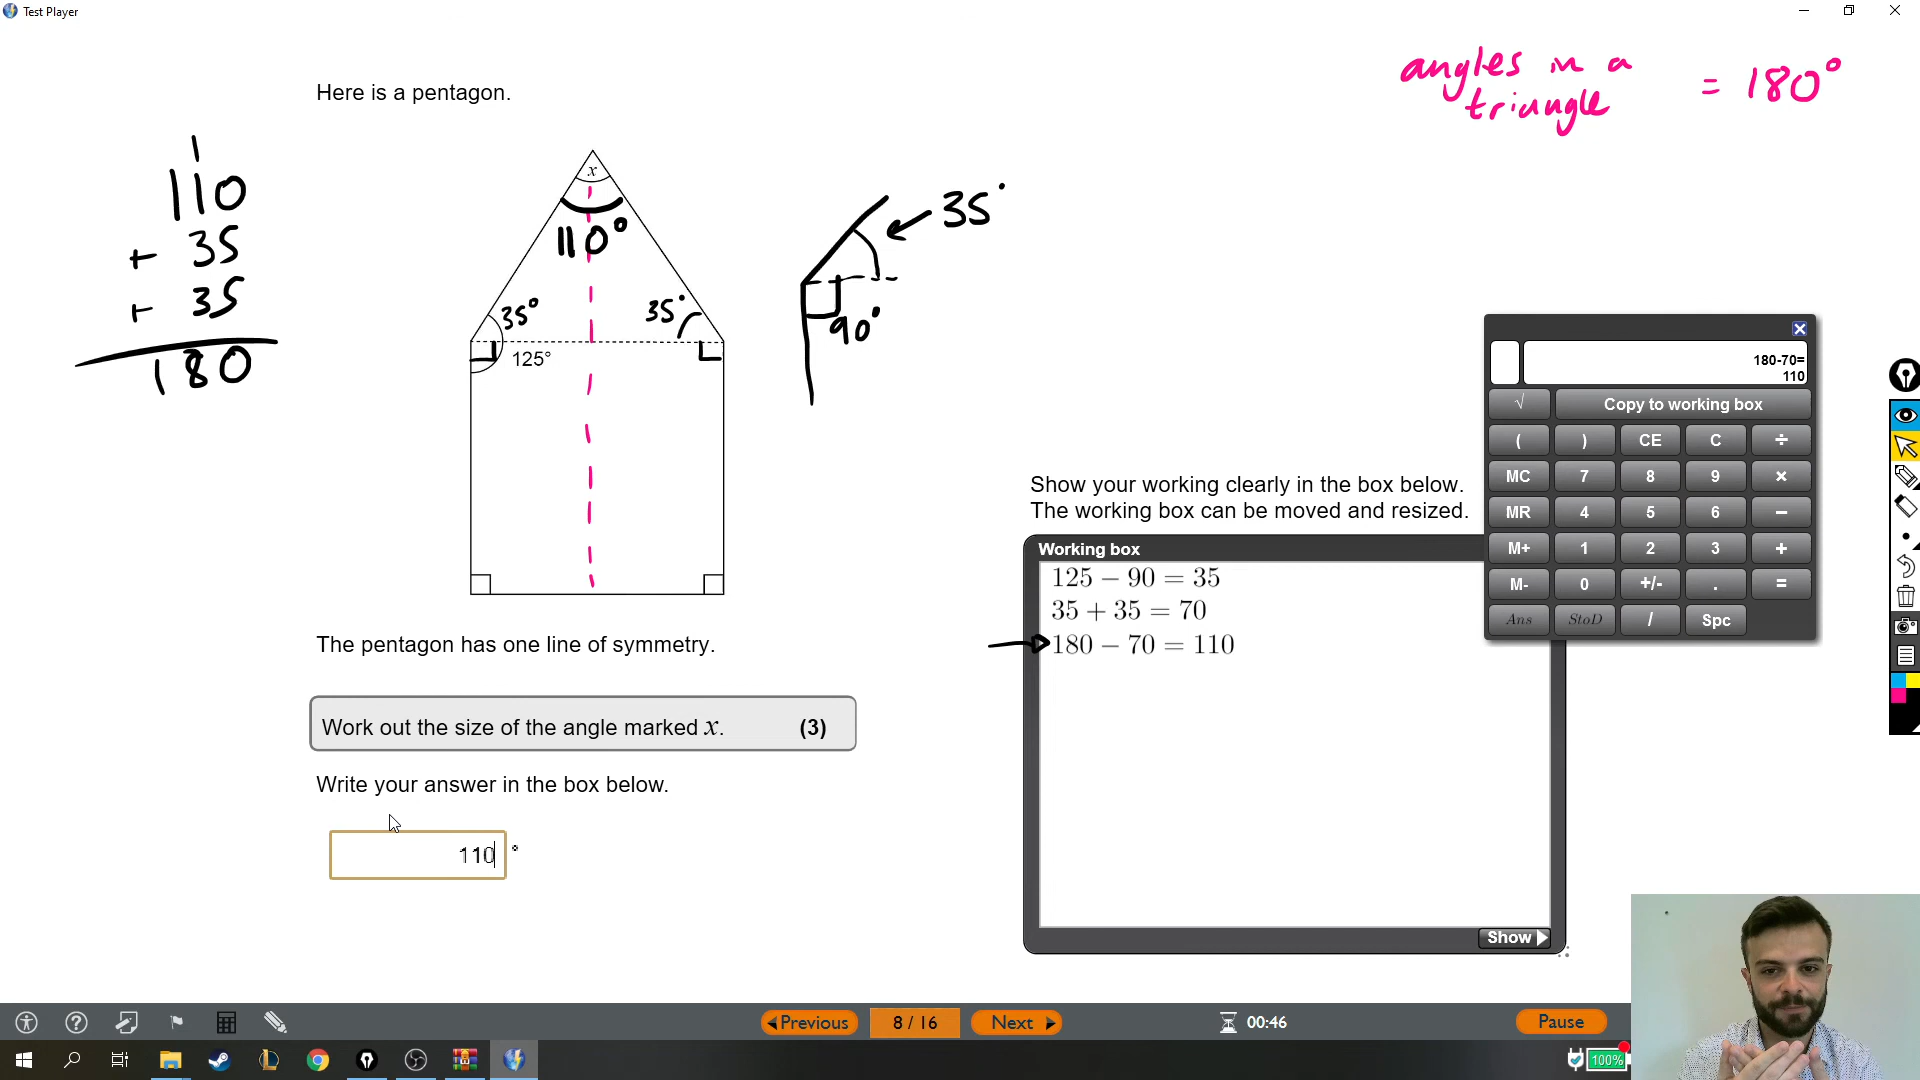 Test Player
angles in a
triangle = 180°
Here is a pentagon.
1
110
+ 35
+ 35
180
x
110°
35°
35°
125°
35°
90°
180-70=
110
√ Copy to working box
( ) CE C ÷
MC 7 8 9 ×
MR 4 5 6 −
M+ 1 2 3 +
M- 0 +/- . =
Ans StoD / Spc
Show your working clearly in the box below.
The working box can be moved and resized.
Working box
125 − 90 = 35
35 + 35 = 70
180 − 70 = 110
Show
The pentagon has one line of symmetry.
Work out the size of the angle marked x. (3)
Write your answer in the box below.
110 °
Previous 8 / 16 Next 00:46 Pause
100%